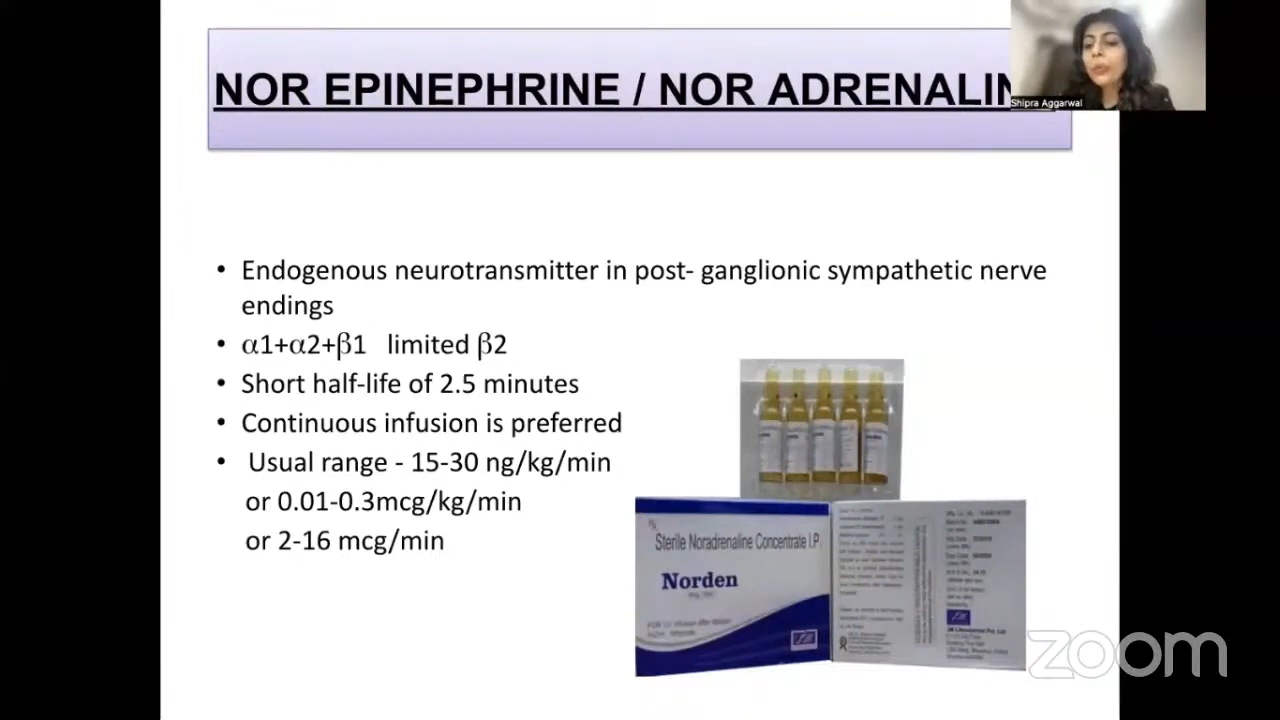 NOR EPINEPHRINE / NOR ADRENALIN
Shipra Aggarwal
• Endogenous neurotransmitter in post- ganglionic sympathetic nerve
endings
• α1+α2+β1 limited β2
• Short half-life of 2.5 minutes
• Continuous infusion is preferred
• Usual range - 15-30 ng/kg/min
or 0.01-0.3mcg/kg/min
or 2-16 mcg/min
Sterile Noradrenaline Concentrate I.P.
Norden
zoom